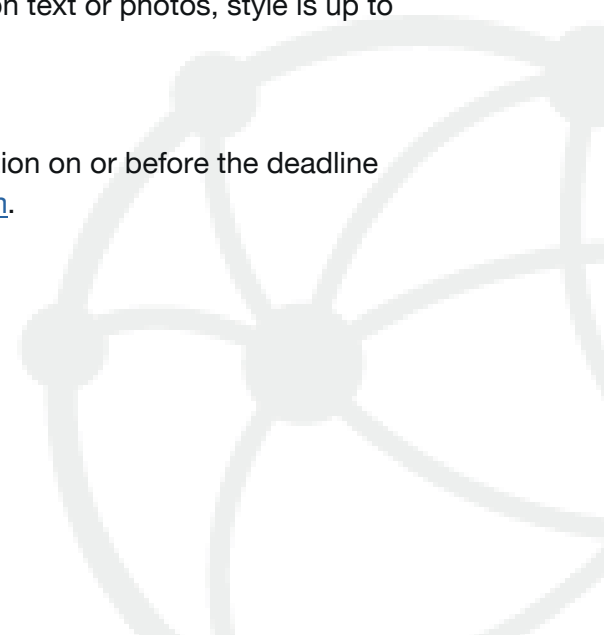 on text or photos, style is up to
ion on or before the deadline
n.